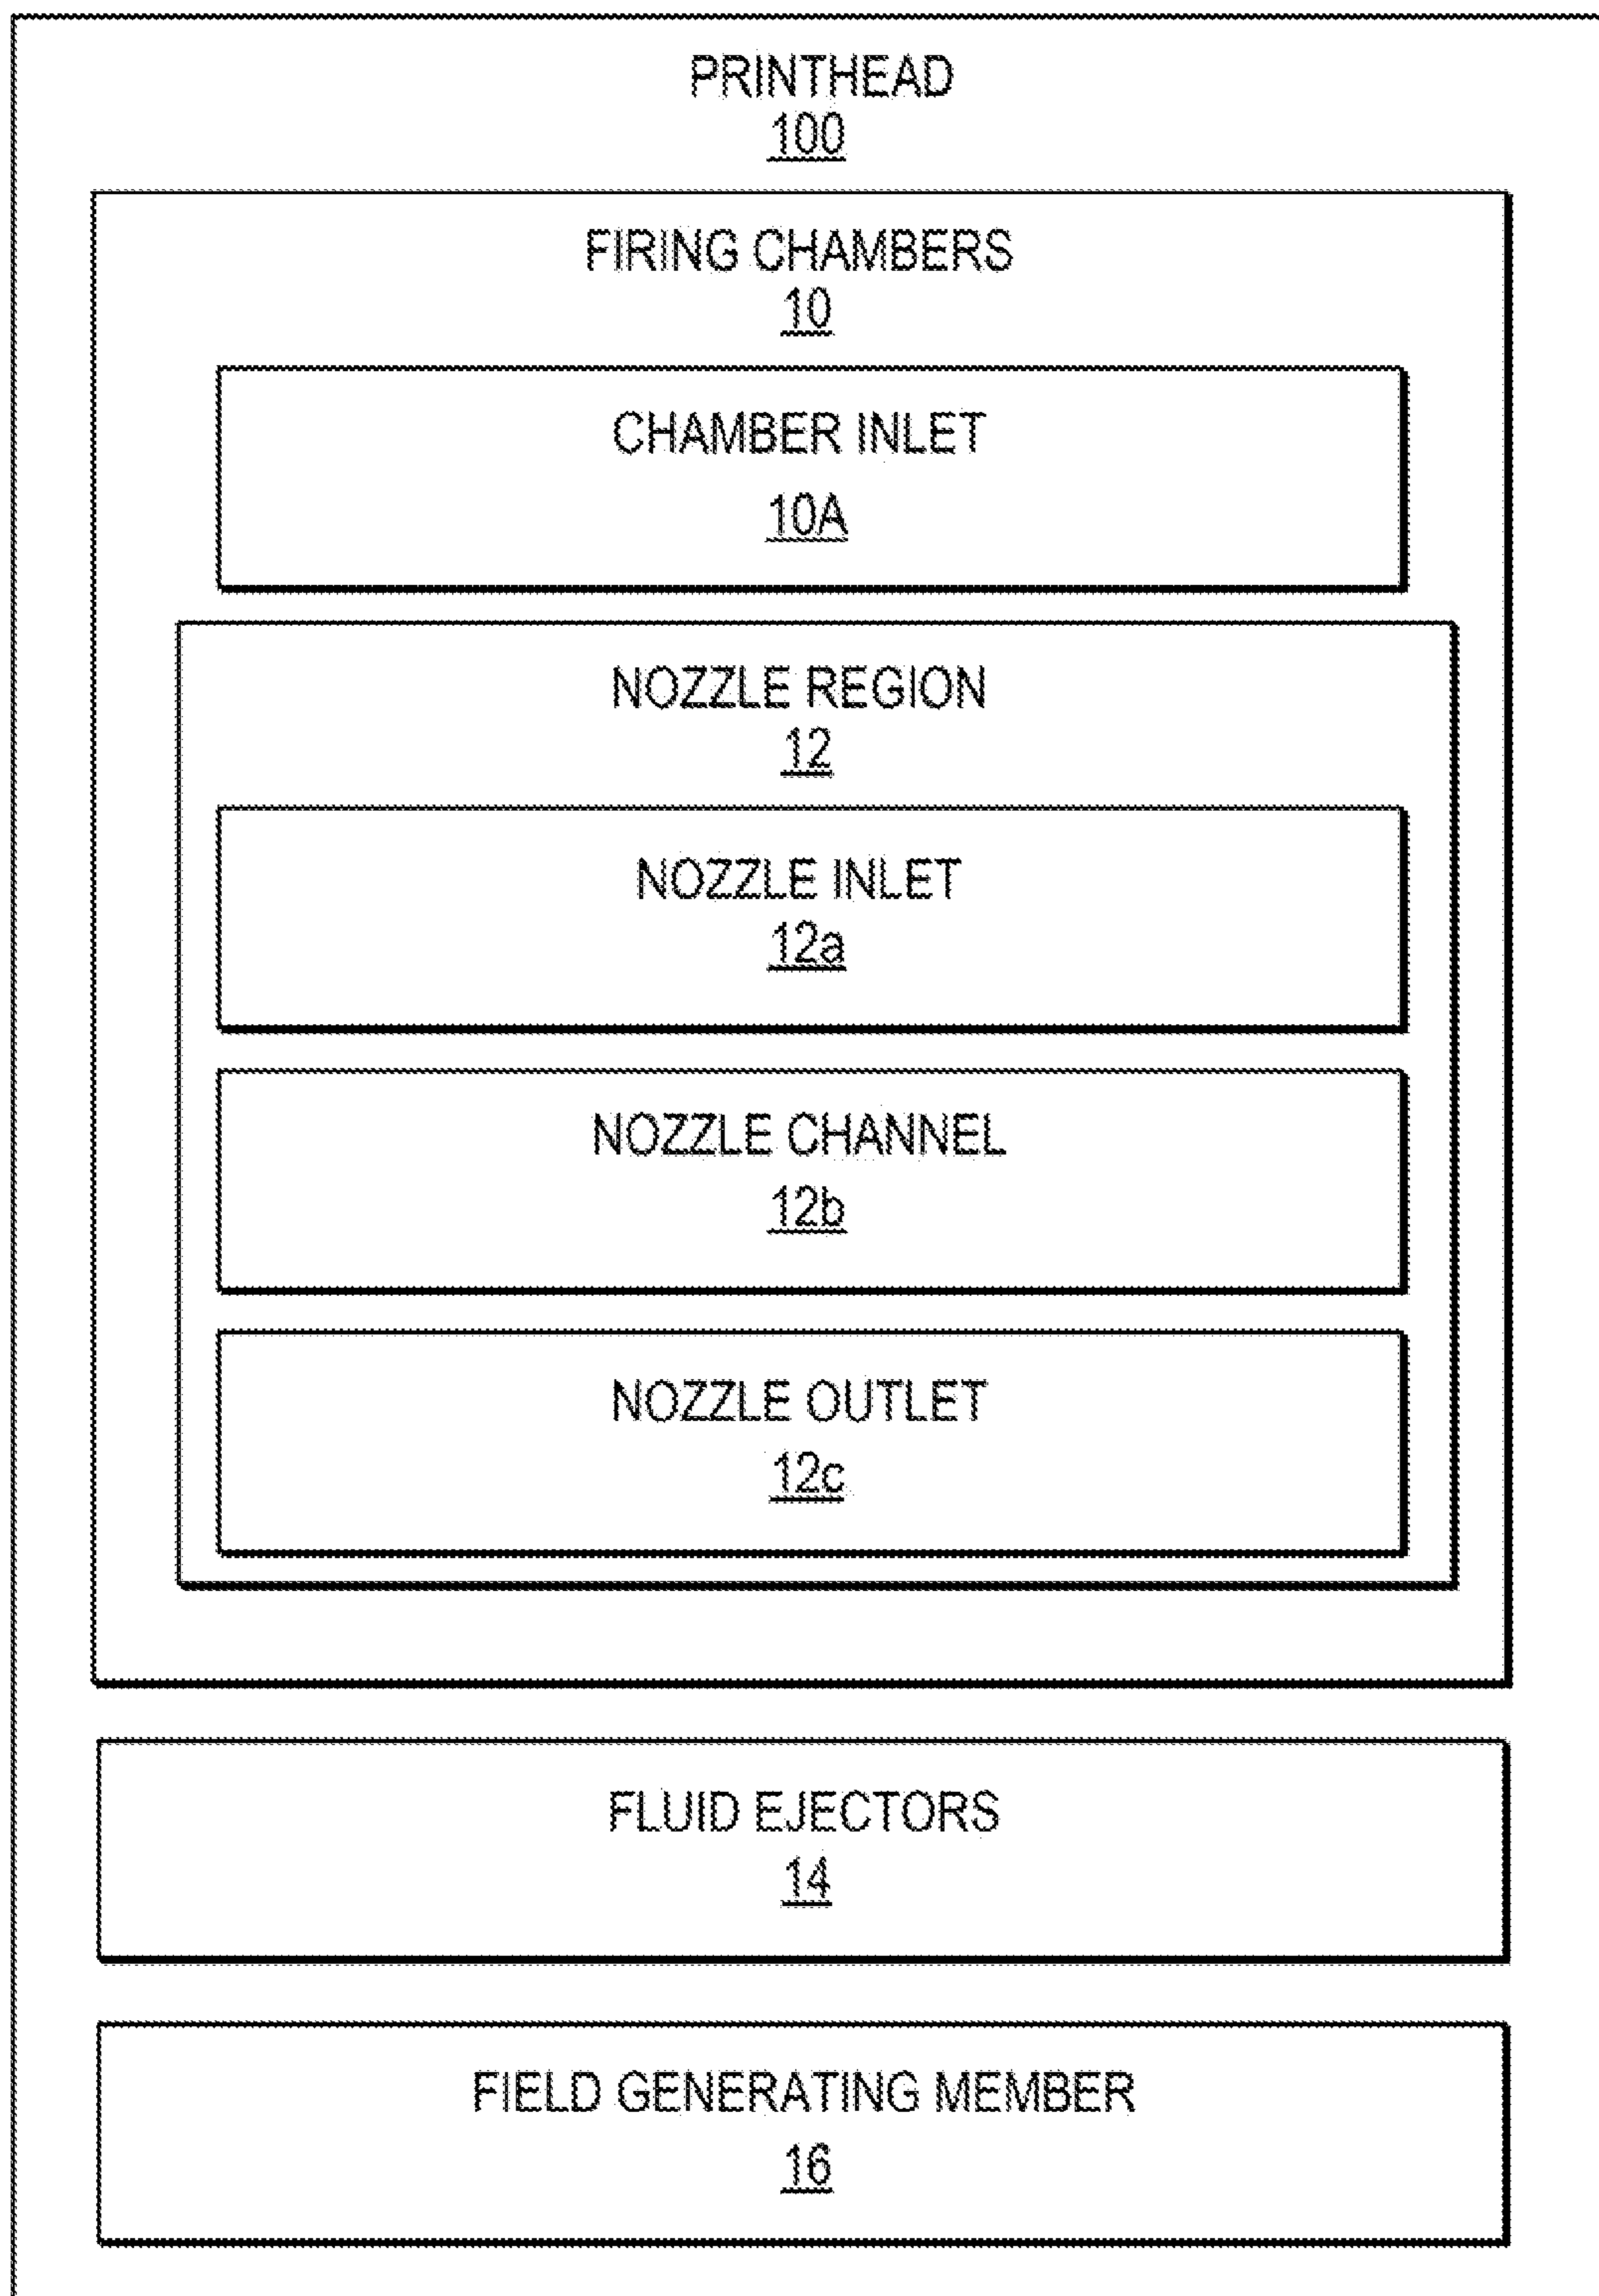 PRINTHEAD
100
FIRING CHAMBERS
10
CHAMBER INLET
10A
NOZZLE REGION
12
NOZZLE INLET
12a
NOZZLE CHANNEL
12b
NOZZLE OUTLET
12c
FLUID EJECTORS
14
FIELD GENERATING MEMBER
16